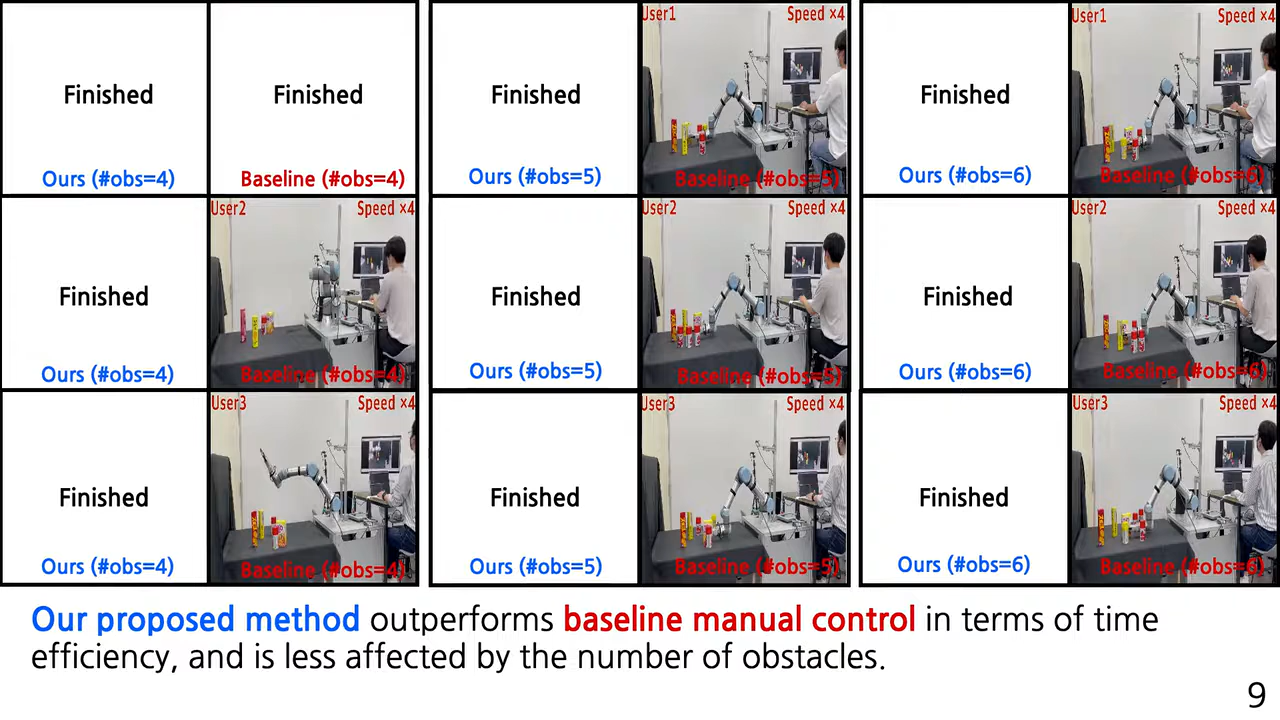 Finished
Finished
Finished
User1 Speed ×4
Finished
User1 Speed ×4
Ours (#obs=4)
Baseline (#obs=4)
Ours (#obs=5)
Baseline (#obs=5)
Ours (#obs=6)
Baseline (#obs=6)
Finished
User2 Speed ×4
Finished
User2 Speed ×4
Finished
User2 Speed ×4
Ours (#obs=4)
Baseline (#obs=4)
Ours (#obs=5)
Baseline (#obs=5)
Ours (#obs=6)
Baseline (#obs=6)
Finished
User3 Speed ×4
Finished
User3 Speed ×4
Finished
User3 Speed ×4
Ours (#obs=4)
Baseline (#obs=4)
Ours (#obs=5)
Baseline (#obs=5)
Ours (#obs=6)
Baseline (#obs=6)
Our proposed method outperforms baseline manual control in terms of time
efficiency, and is less affected by the number of obstacles.
9